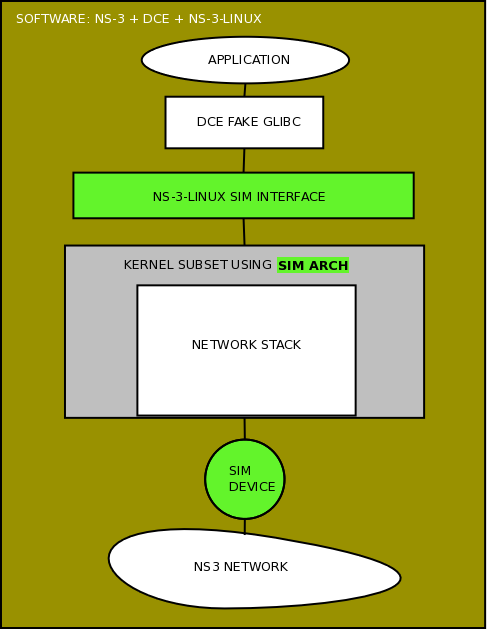 SOFTWARE: NS-3 + DCE + NS-3-LINUX
APPLICATION
DCE FAKE GLIBC
NS-3-LINUX SIM INTERFACE
KERNEL SUBSET USING SIM ARCH
NETWORK STACK
SIM
DEVICE
NS3 NETWORK